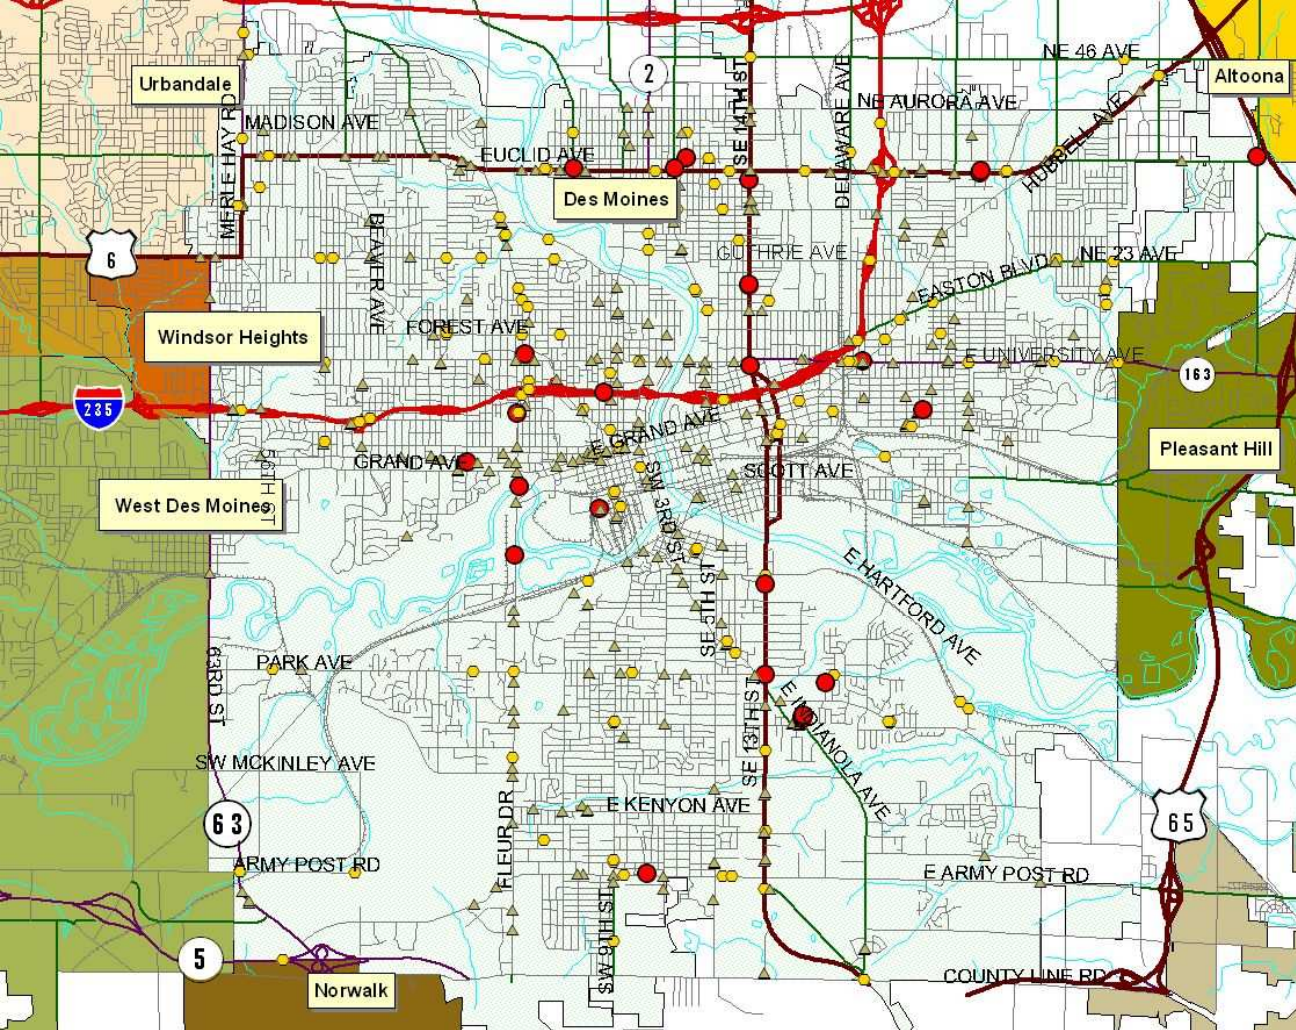 NE 46 AVE
2
Altoona
Urbandale
SE 14TH ST
DELAWARE AVE
NE AURORA AVE
HUBBELL AVE
MERLE HAY RD
MADISON AVE
EUCLID AVE
Des Moines
BEAVER AVE
GUTHRIE AVE
NE 23 AVE
6
EASTON BLVD
Windsor Heights
FOREST AVE
E UNIVERSITY AVE
163
235
E GRAND AVE
Pleasant Hill
GRAND AVE
SCOTT AVE
56TH ST
West Des Moines
SW 3RD ST
E HARTFORD AVE
SE 5TH ST
PARK AVE
63RD ST
E INDIANOLA AVE
SE 13TH ST
SW MCKINLEY AVE
E KENYON AVE
63
65
FLEUR DR
ARMY POST RD
E ARMY POST RD
SW 9TH ST
5
COUNTY LINE RD
Norwalk